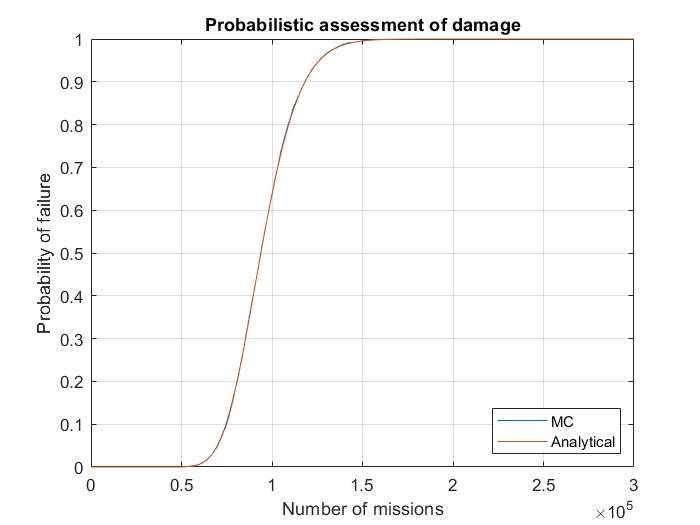 Probabilistic assessment of damage
Probability of failure
1
0.9
0.8
0.7
0.6
0.5
0.4
0.3
0.2
0.1
0
0 0.5 1 1.5 2 2.5 3
Number of missions
×10^5
MC
Analytical